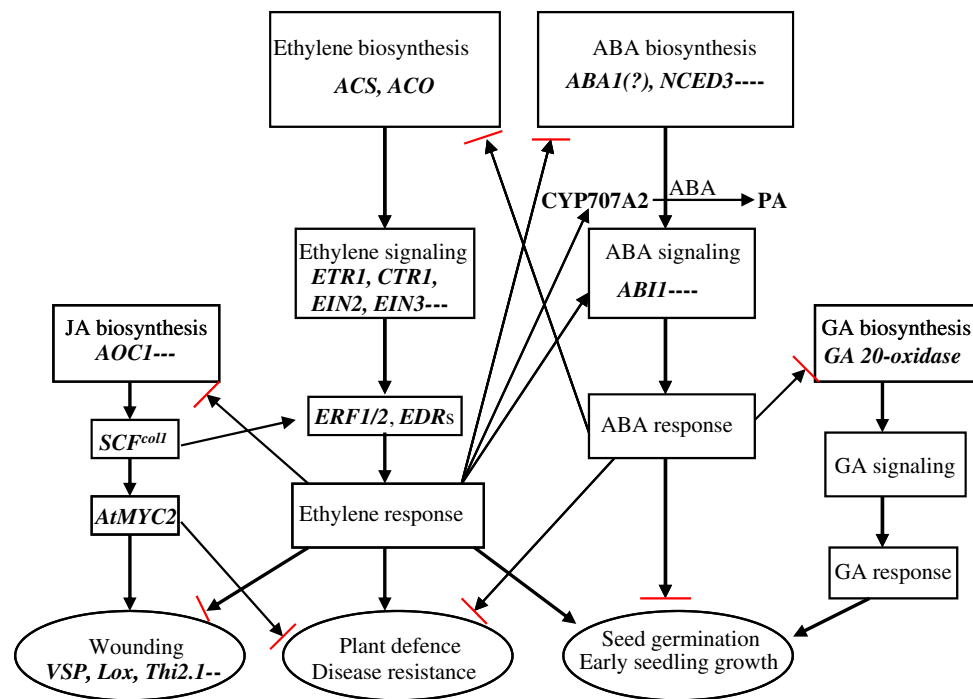 Ethylene biosynthesis
ACS, ACO
ABA biosynthesis
ABA1(?), NCED3----
CYP707A2
ABA
PA
Ethylene signaling
ETR1, CTR1,
EIN2, EIN3---
ABA signaling
ABI1----
JA biosynthesis
AOC1---
GA biosynthesis
GA 20-oxidase
SCFcol1
ERF1/2, EDRs
ABA response
GA signaling
AtMYC2
Ethylene response
GA response
Wounding
VSP, Lox, Thi2.1--
Plant defence
Disease resistance
Seed germination
Early seedling growth